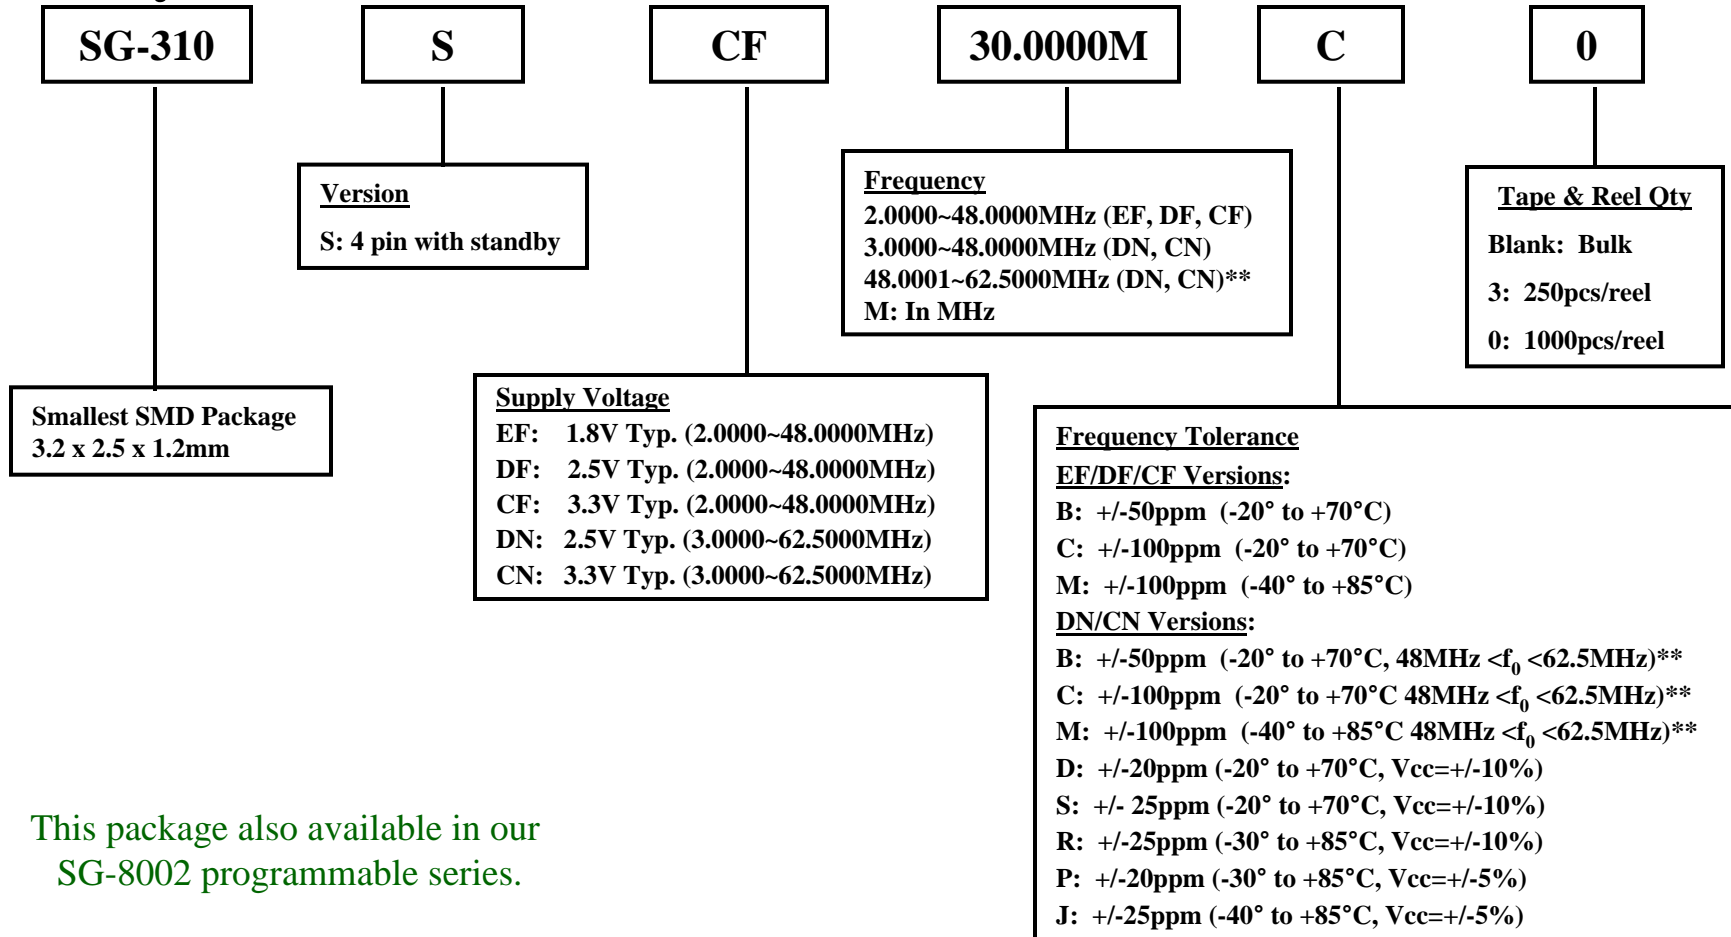 SG-310
S
CF
30.0000M
C
0
Version
S: 4 pin with standby
Frequency
2.0000~48.0000MHz (EF, DF, CF)
3.0000~48.0000MHz (DN, CN)
48.0001~62.5000MHz (DN, CN)**
M: In MHz
Tape & Reel Qty
Blank: Bulk
3: 250pcs/reel
0: 1000pcs/reel
Smallest SMD Package
3.2 x 2.5 x 1.2mm
Supply Voltage
EF: 1.8V Typ. (2.0000~48.0000MHz)
DF: 2.5V Typ. (2.0000~48.0000MHz)
CF: 3.3V Typ. (2.0000~48.0000MHz)
DN: 2.5V Typ. (3.0000~62.5000MHz)
CN: 3.3V Typ. (3.0000~62.5000MHz)
Frequency Tolerance
EF/DF/CF Versions:
B: +/-50ppm (-20° to +70°C)
C: +/-100ppm (-20° to +70°C)
M: +/-100ppm (-40° to +85°C)
DN/CN Versions:
B: +/-50ppm (-20° to +70°C, 48MHz <f0 <62.5MHz)**
C: +/-100ppm (-20° to +70°C 48MHz <f0 <62.5MHz)**
M: +/-100ppm (-40° to +85°C 48MHz <f0 <62.5MHz)**
D: +/-20ppm (-20° to +70°C, Vcc=+/-10%)
S: +/- 25ppm (-20° to +70°C, Vcc=+/-10%)
R: +/-25ppm (-30° to +85°C, Vcc=+/-10%)
P: +/-20ppm (-30° to +85°C, Vcc=+/-5%)
J: +/-25ppm (-40° to +85°C, Vcc=+/-5%)
This package also available in our
SG-8002 programmable series.